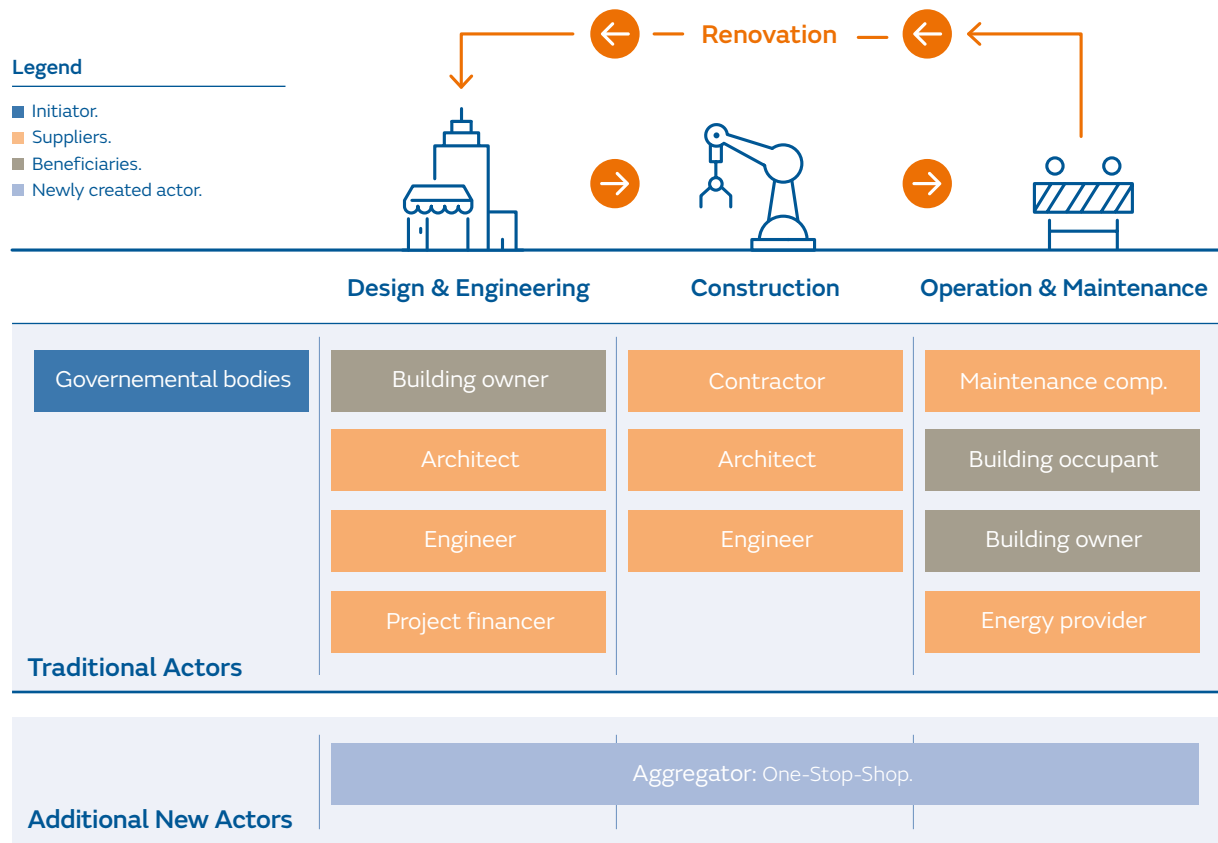 Renovation
Legend
Initiator.
Suppliers.
Beneficiaries.
Newly created actor.
Design & Engineering
Construction
Operation & Maintenance
Governemental bodies
Building owner
Contractor
Maintenance comp.
Architect
Architect
Building occupant
Engineer
Engineer
Building owner
Project financer
Energy provider
Traditional Actors
Aggregator: One-Stop-Shop.
Additional New Actors